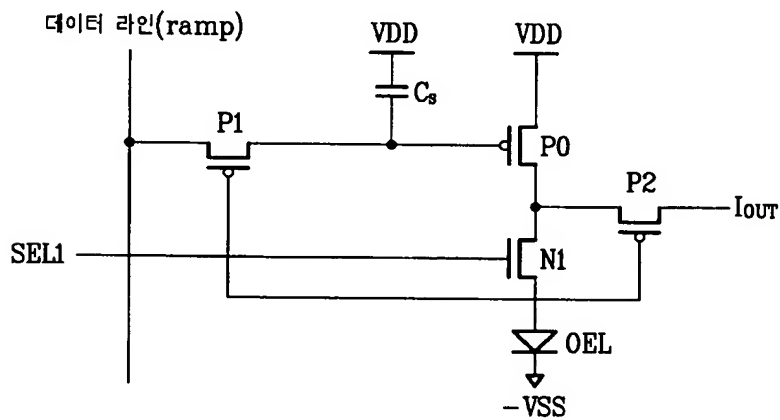 데이터 라인(ramp)
VDD
VDD
Cs
P1
P0
P2
IOUT
SEL1
N1
OEL
-VSS